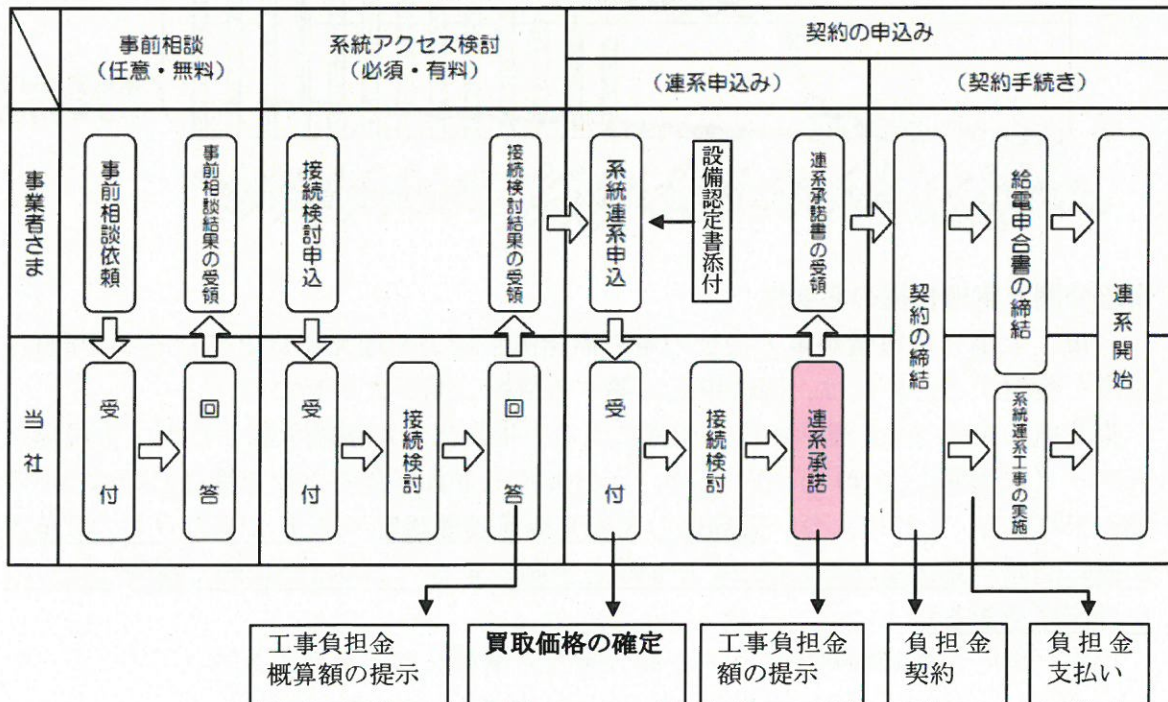 事前相談
（任意・無料）
系統アクセス検討
（必須・有料）
契約の申込み
（連系申込み）
（契約手続き）
事業者さま
事前相談依頼
事前相談結果の受領
接続検討申込
接続検討結果の受領
系統連系申込
設備認定書添付
連系承諾書の受領
契約の締結
給電申合書の締結
連系開始
当社
受付
回答
受付
接続検討
回答
受付
接続検討
連系承諾
系統連系工事の実施
工事負担金
概算額の提示
買取価格の確定
工事負担金
額の提示
負担金
契約
負担金
支払い